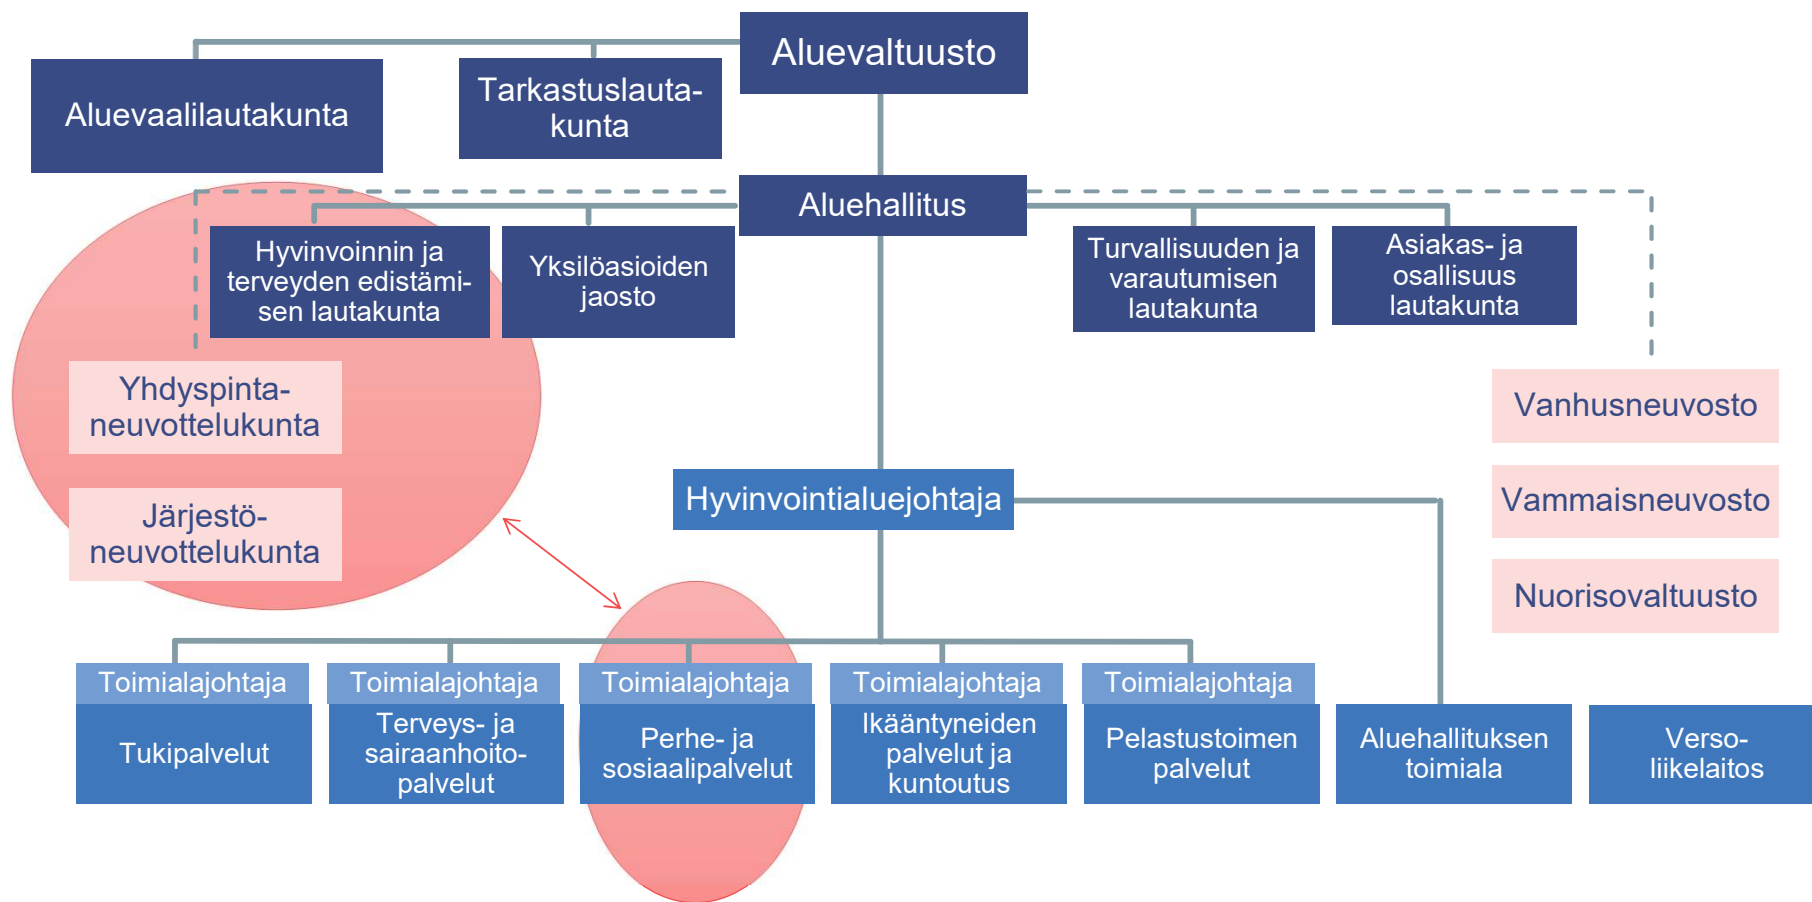 Aluevaltuusto
Aluevaalilautakunta
Tarkastuslauta-
kunta
Aluehallitus
Hyvinvoinnin ja
terveyden edistämi-
sen lautakunta
Yksilöasioiden
jaosto
Turvallisuuden ja
varautumisen
lautakunta
Asiakas- ja
osallisuus
lautakunta
Yhdyspinta-
neuvottelukunta
Järjestö-
neuvottelukunta
Vanhusneuvosto
Vammaisneuvosto
Nuorisovaltuusto
Hyvinvointialuejohtaja
Toimialajohtaja
Tukipalvelut
Toimialajohtaja
Terveys- ja
sairaanhoito-
palvelut
Toimialajohtaja
Perhe- ja
sosiaalipalvelut
Toimialajohtaja
Ikääntyneiden
palvelut ja
kuntoutus
Toimialajohtaja
Pelastustoimen
palvelut
Aluehallituksen
toimiala
Verso-
liikelaitos